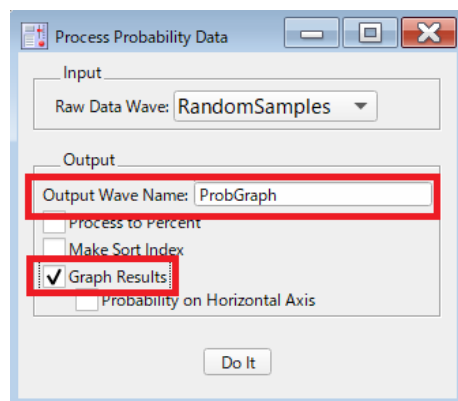 Process Probability Data
Input
Raw Data Wave: RandomSamples
Output
Output Wave Name: ProbGraph
Process to Percent
Make Sort Index
Graph Results
Probability on Horizontal Axis
Do It